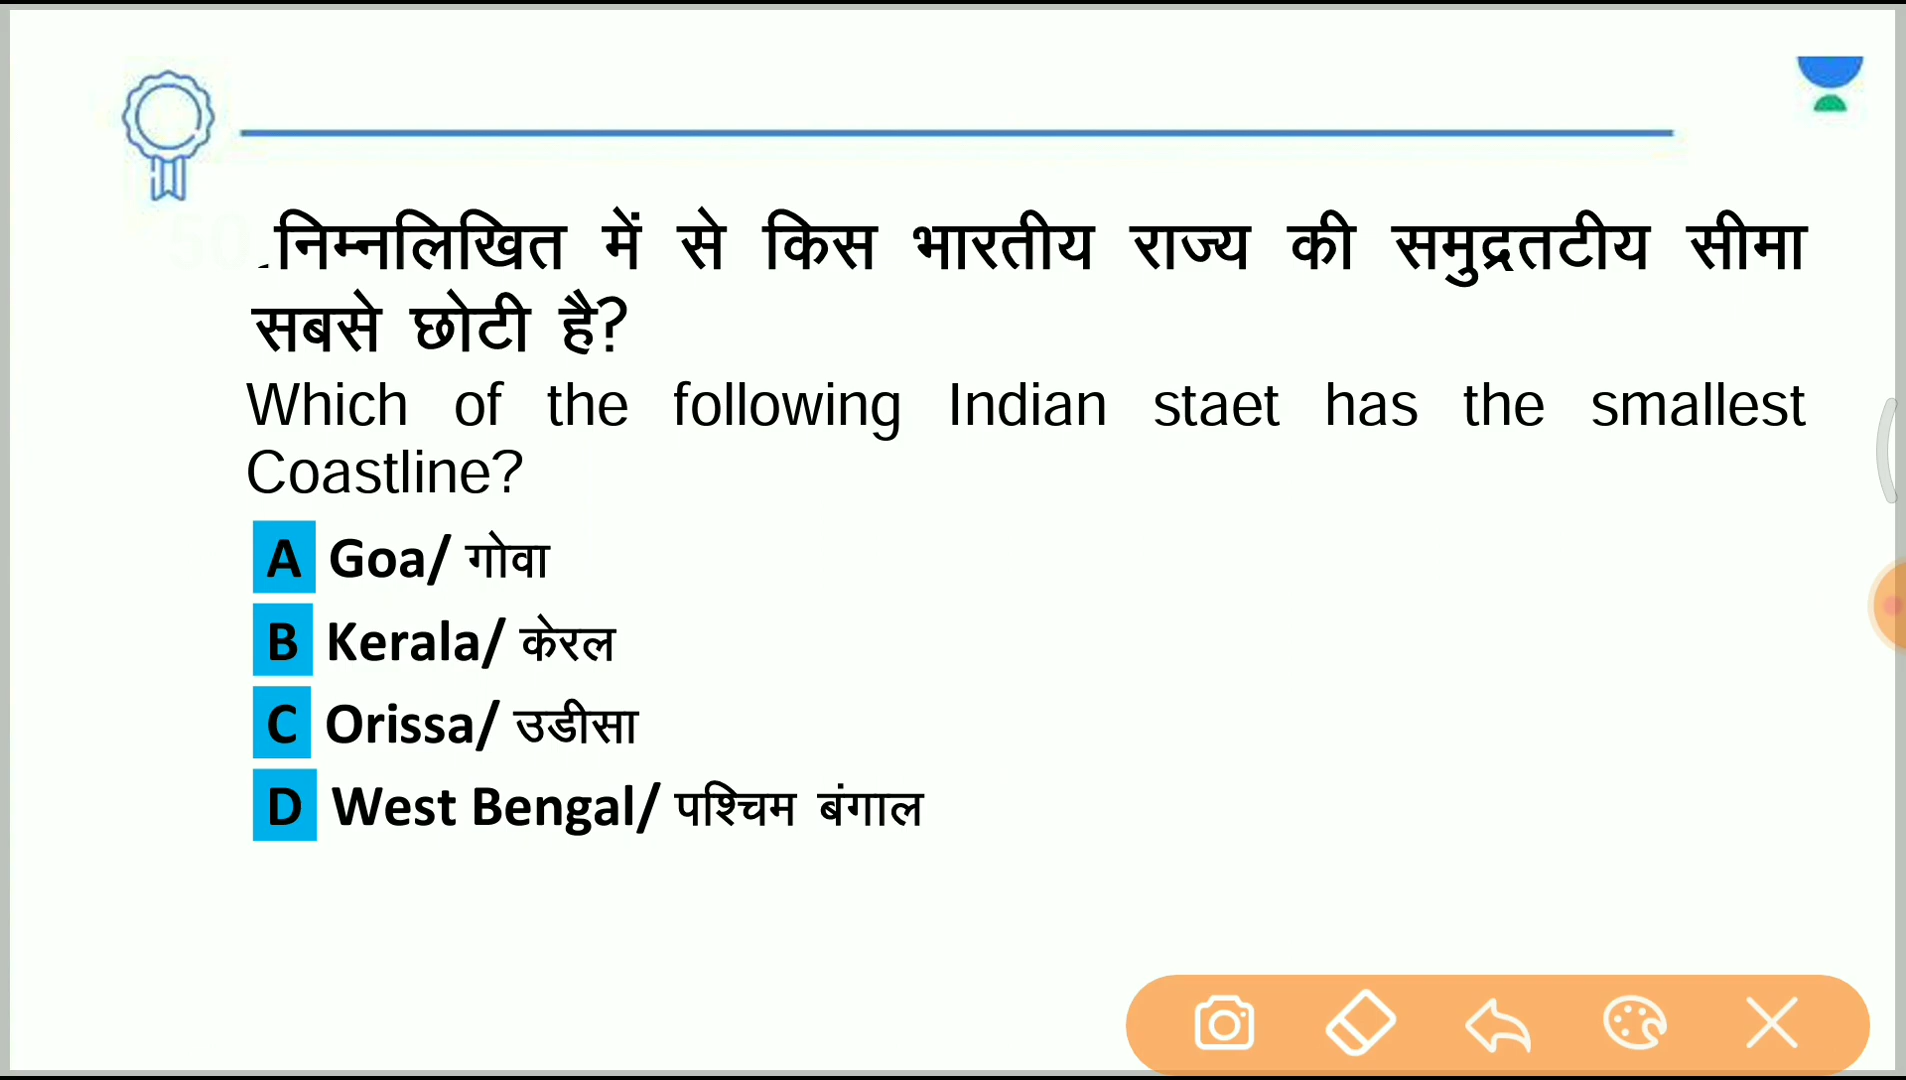 .निम्नलिखित में से किस भारतीय राज्य की समुद्रतटीय सीमा
सबसे छोटी है?
Which of the following Indian staet has the smallest
Coastline?
A Goa/ गोवा
B Kerala/ केरल
C Orissa/ उडीसा
D West Bengal/ पश्चिम बंगाल